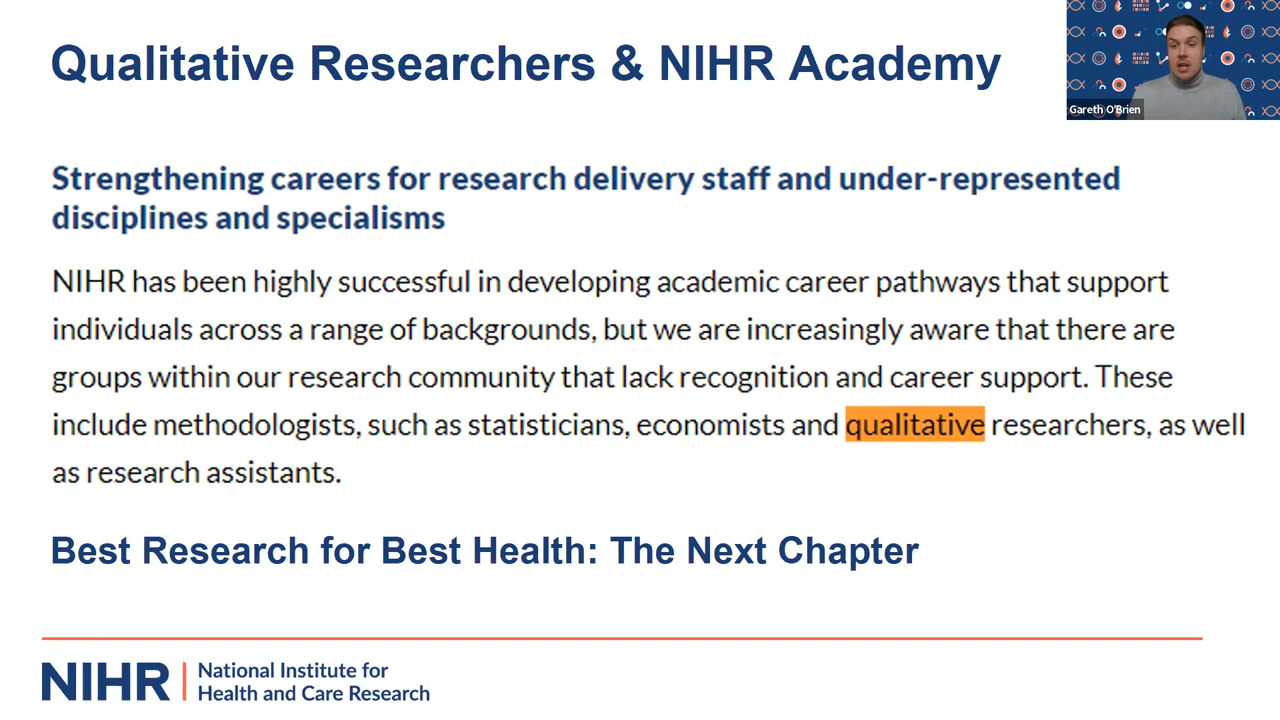 Qualitative Researchers & NIHR Academy
Gareth O'Brien
Strengthening careers for research delivery staff and under-represented
disciplines and specialisms
NIHR has been highly successful in developing academic career pathways that support
individuals across a range of backgrounds, but we are increasingly aware that there are
groups within our research community that lack recognition and career support. These
include methodologists, such as statisticians, economists and qualitative researchers, as well
as research assistants.
Best Research for Best Health: The Next Chapter
NIHR | National Institute for
Health and Care Research